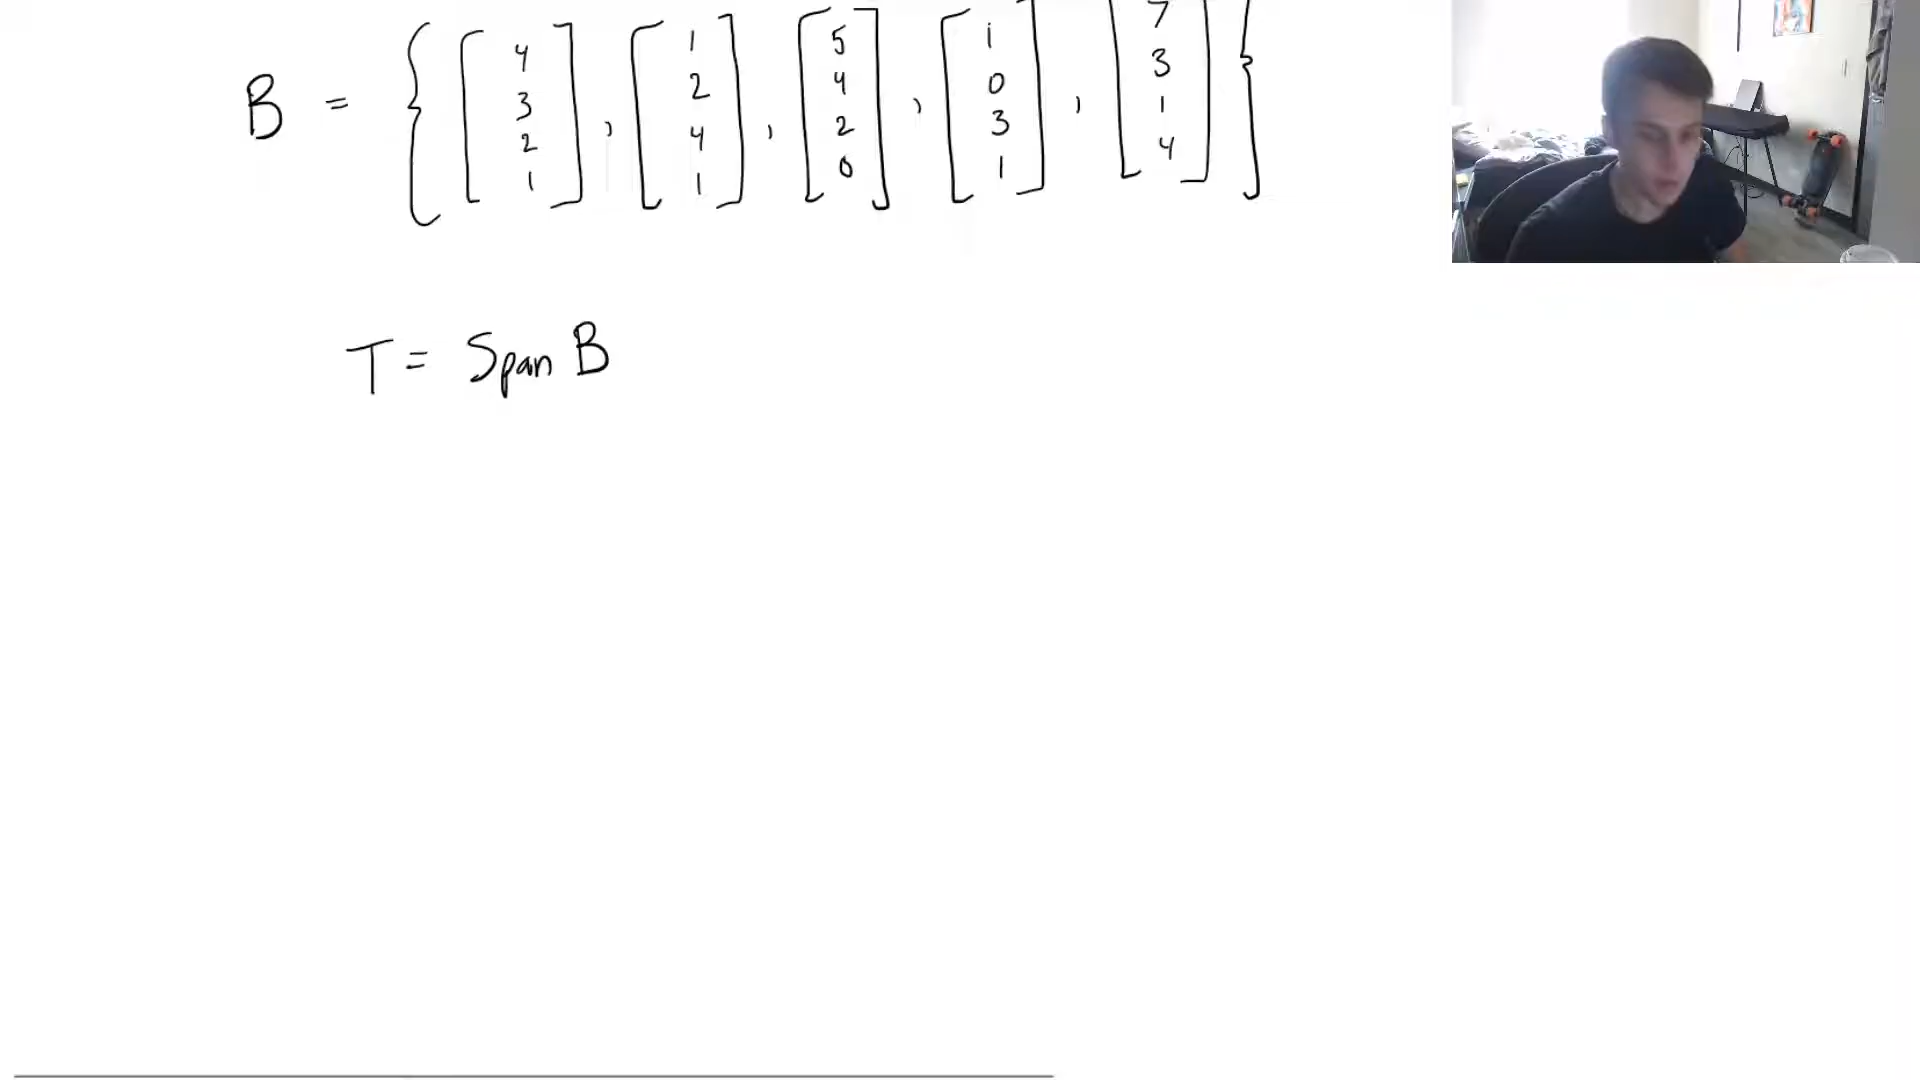 B = { [4 3 2 1], [1 2 4 1], [5 4 2 0], [1 0 3 1], [7 3 1 4] }
T = Span B